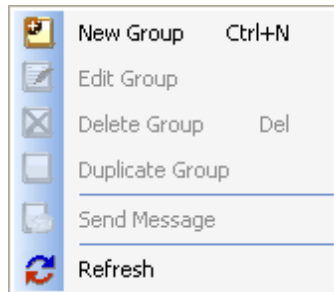 New Group Ctrl+N
Edit Group
Delete Group Del
Duplicate Group
Send Message
Refresh